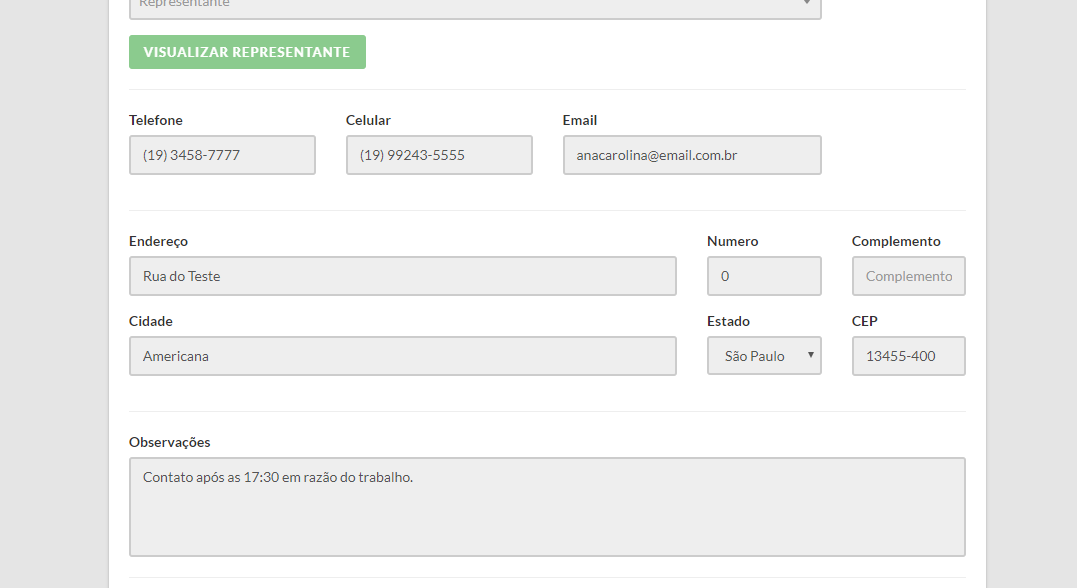 Representante
VISUALIZAR REPRESENTANTE
Telefone Celular Email
(19) 3458-7777 (19) 99243-5555 anacarolina@email.com.br
Endereço Numero Complemento
Rua do Teste 0 Complemento
Cidade Estado CEP
Americana São Paulo 13455-400
Observações
Contato após as 17:30 em razão do trabalho.